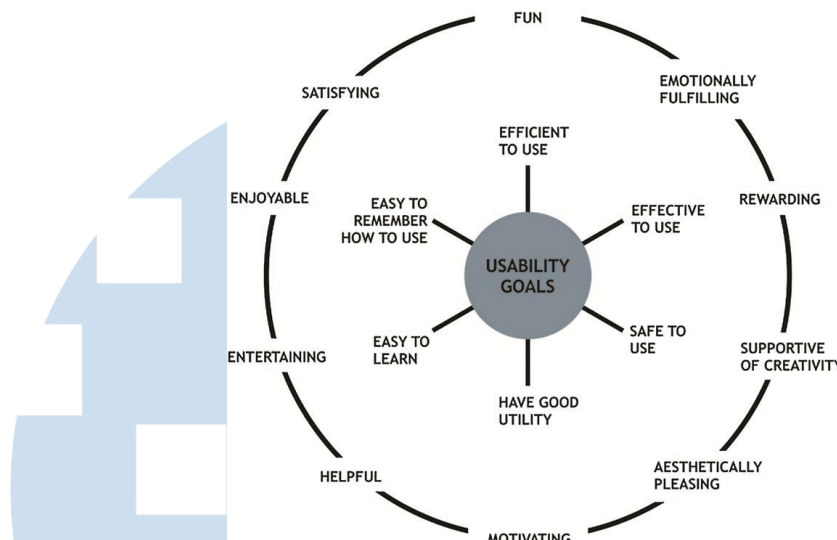 FUN
EMOTIONALLY
FULFILLING
REWARDING
SUPPORTIVE
OF CREATIVITY
AESTHETICALLY
PLEASING
MOTIVATING
HELPFUL
ENTERTAINING
ENJOYABLE
SATISFYING
EFFICIENT
TO USE
EFFECTIVE
TO USE
SAFE TO
USE
HAVE GOOD
UTILITY
EASY TO
LEARN
EASY TO
REMEMBER
HOW TO USE
USABILITY
GOALS